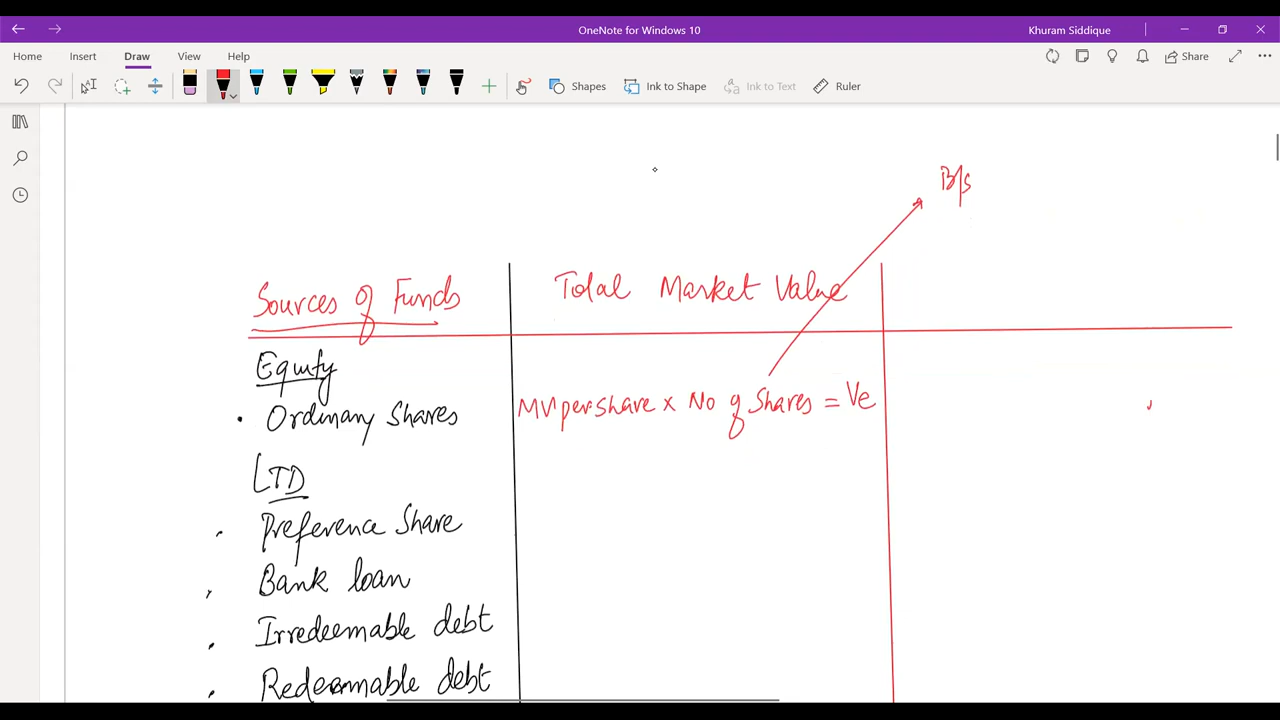 OneNote for Windows 10
Khuram Siddique
Home Insert Draw View Help
Share
Shapes Ink to Shape Ink to Text Ruler
B/s
Sources of Funds Total Market Value
Equity
• Ordinary Shares MV per share x No of Shares = Ve
LTD
• Preference Share
• Bank loan
• Irredeemable debt
• Redeemable debt